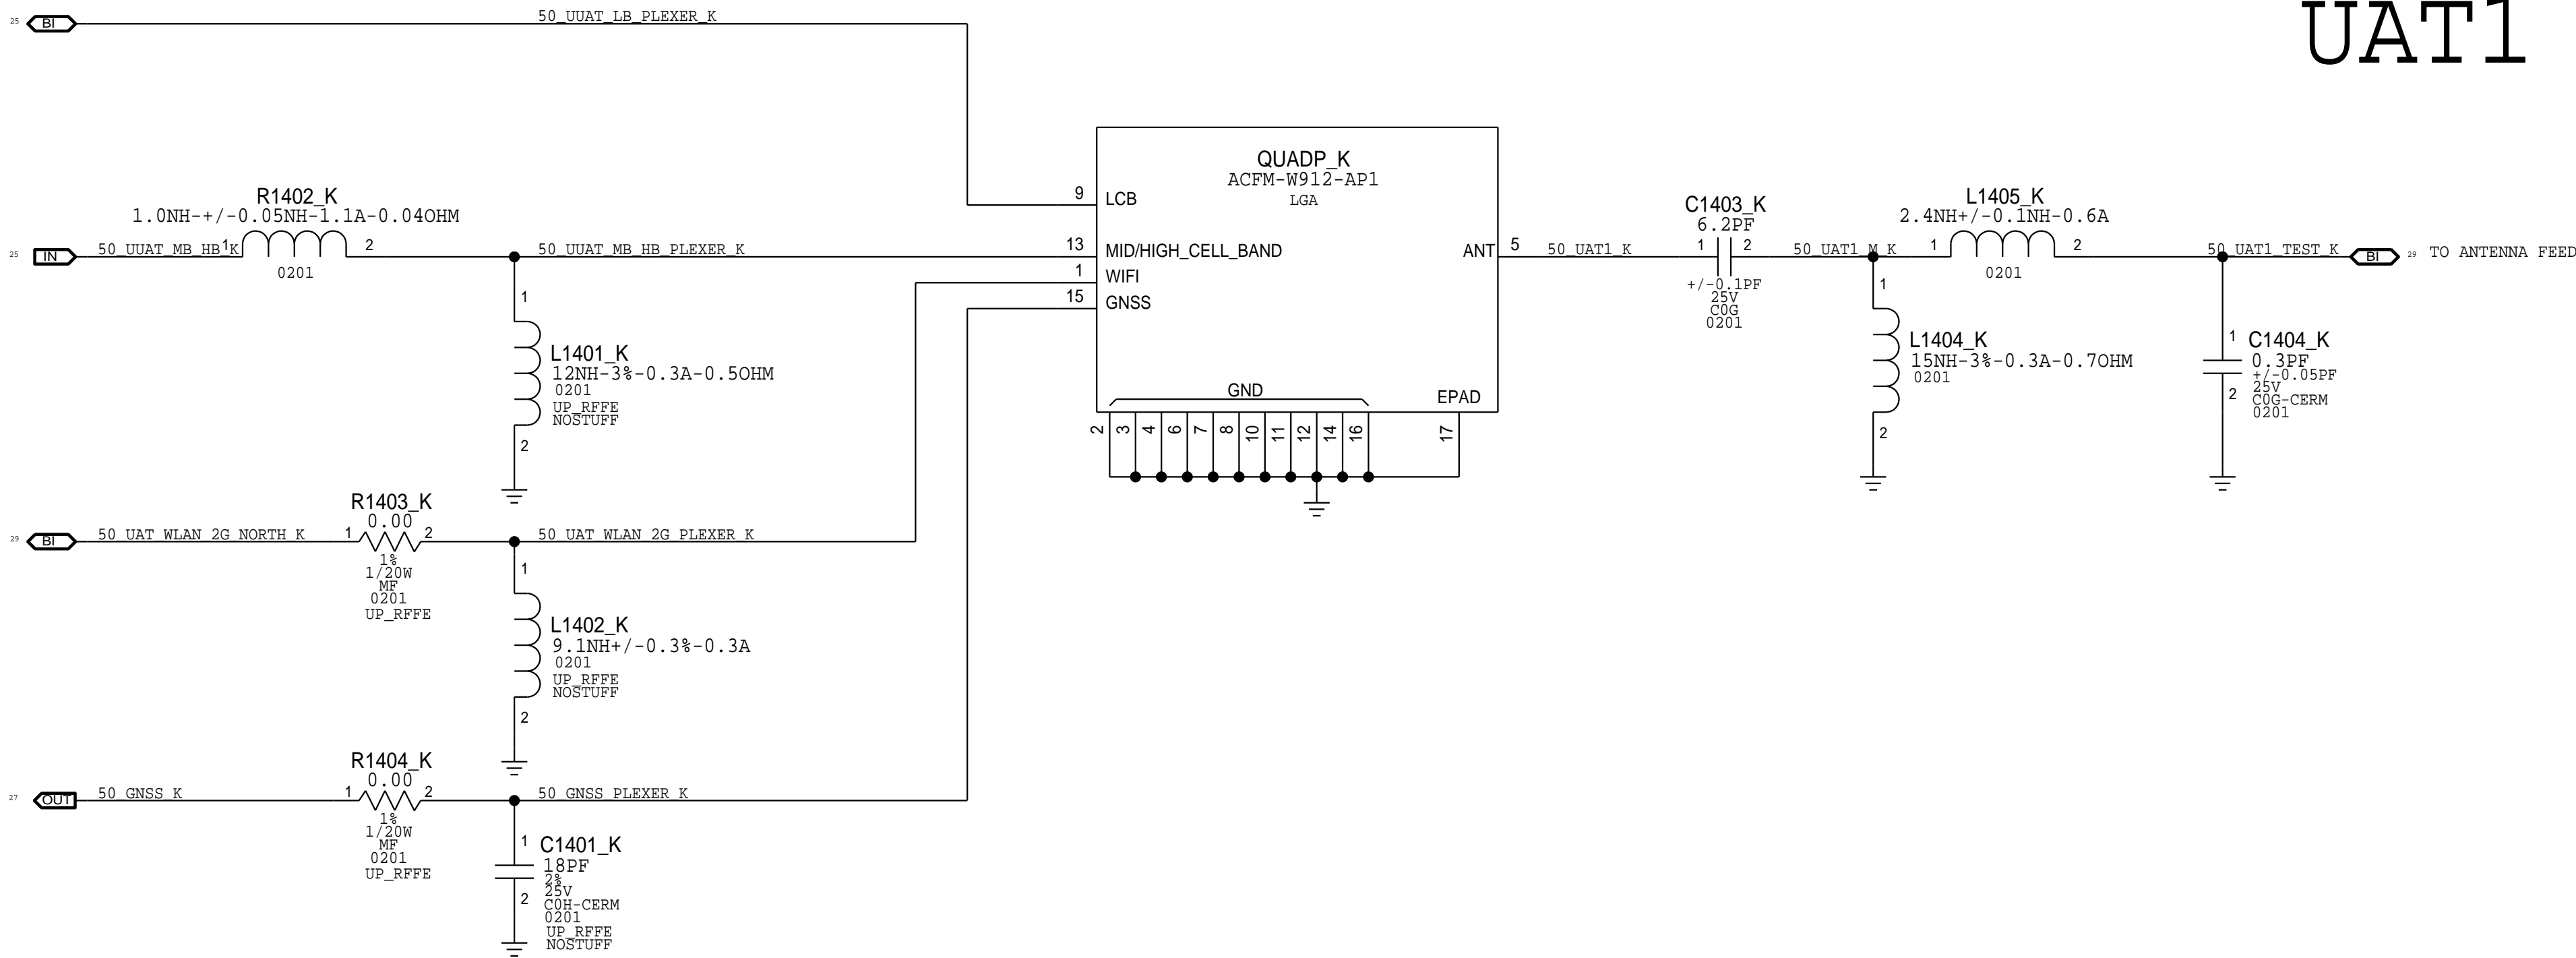 UAT1
25 BI 50_UUAT_LB_PLEXER_K
QUADP_K
ACFM-W912-AP1
LGA
9 LCB
13 MID/HIGH_CELL_BAND
1 WIFI
15 GNSS
ANT 5
GND
EPAD
2 3 4 6 7 8 10 11 12 14 16 17
R1402_K
1.0NH-+/-0.05NH-1.1A-0.04OHM
25 IN 50_UUAT_MB_HB_K 1 2 50_UUAT_MB_HB_PLEXER_K
0201
1
L1401_K
12NH-3%-0.3A-0.5OHM
0201
UP_RFFE
NOSTUFF
2
R1403_K
0.00
29 BI 50_UAT_WLAN_2G_NORTH_K 1 2 50_UAT_WLAN_2G_PLEXER_K
1%
1/20W
MF
0201
UP_RFFE
1
L1402_K
9.1NH+/-0.3%-0.3A
0201
UP_RFFE
NOSTUFF
2
R1404_K
0.00
27 OUT 50_GNSS_K 1 2 50_GNSS_PLEXER_K
1%
1/20W
MF
0201
UP_RFFE
1
C1401_K
18PF
2%
25V
C0H-CERM
0201
UP_RFFE
NOSTUFF
2
50_UAT1_K
C1403_K
6.2PF
1 2
+/-0.1PF
25V
C0G
0201
50_UAT1_M_K
L1405_K
2.4NH+/-0.1NH-0.6A
1 2
0201
50_UAT1_TEST_K BI 29 TO ANTENNA FEED
1
L1404_K
15NH-3%-0.3A-0.7OHM
0201
2
1
C1404_K
0.3PF
+/-0.05PF
25V
C0G-CERM
0201
2